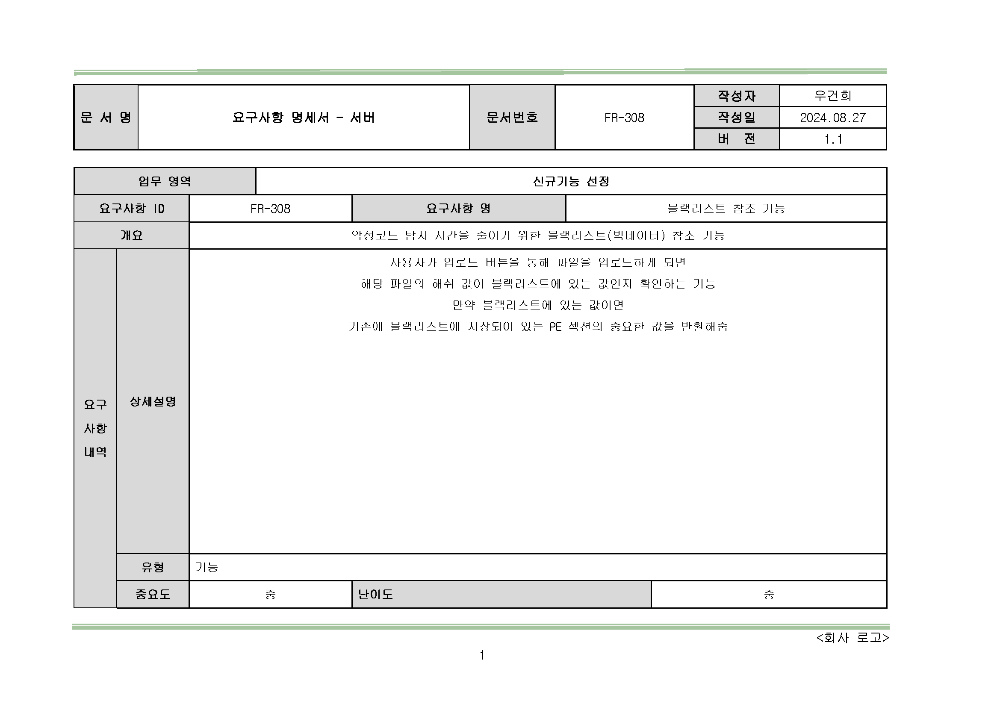 문 서 명
요구사항 명세서 - 서버
문서번호
FR-308
작성자
우건희
작성일
2024.08.27
버 전
1.1
업무 영역
신규기능 선정
요구사항 ID
FR-308
요구사항 명
블랙리스트 참조 기능
개요
악성코드 탐지 시간을 줄이기 위한 블랙리스트(빅데이터) 참조 기능
요구
사항
내역
상세설명
사용자가 업로드 버튼을 통해 파일을 업로드하게 되면
해당 파일의 해쉬 값이 블랙리스트에 있는 값인지 확인하는 기능
만약 블랙리스트에 있는 값이면
기존에 블랙리스트에 저장되어 있는 PE 섹션의 중요한 값을 반환해줌
유형
기능
중요도
중
난이도
중
<회사 로고>
1